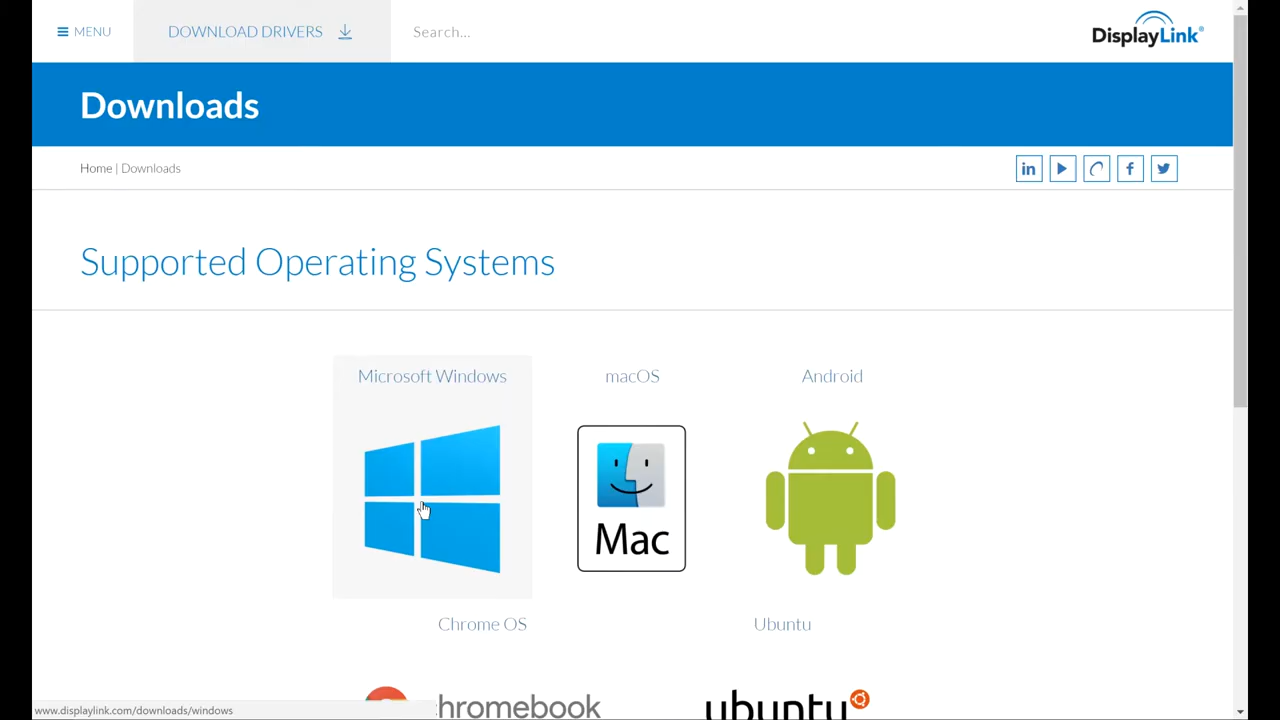 MENU
DOWNLOAD DRIVERS
Search...
DisplayLink®
Downloads
Home | Downloads
in
f
Supported Operating Systems
Microsoft Windows
macOS
Android
Mac
Chrome OS
Ubuntu
hromebook
ubuntu
www.displaylink.com/downloads/windows